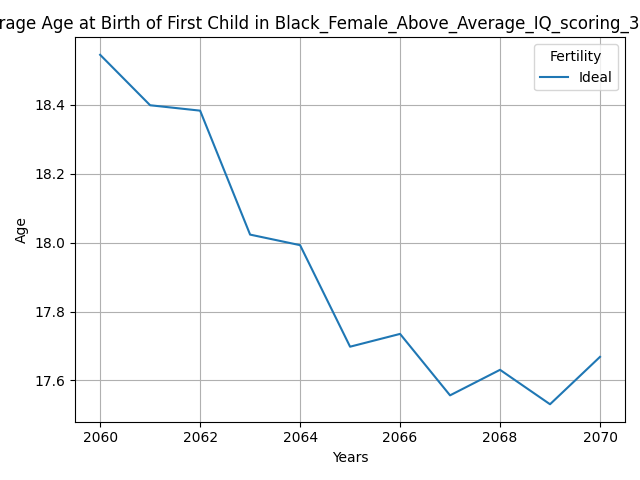 rage Age at Birth of First Child in Black_Female_Above_Average_IQ_scoring_3
Fertility
Ideal
18.4
18.2
18.0
17.8
17.6
Age
2060 2062 2064 2066 2068 2070
Years